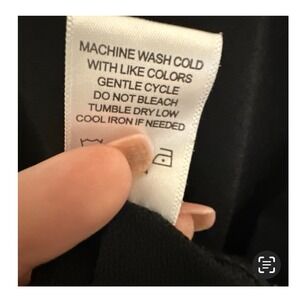 MACHINE WASH COLD
WITH LIKE COLORS
GENTLE CYCLE
DO NOT BLEACH
TUMBLE DRY LOW
COOL IRON IF NEEDED